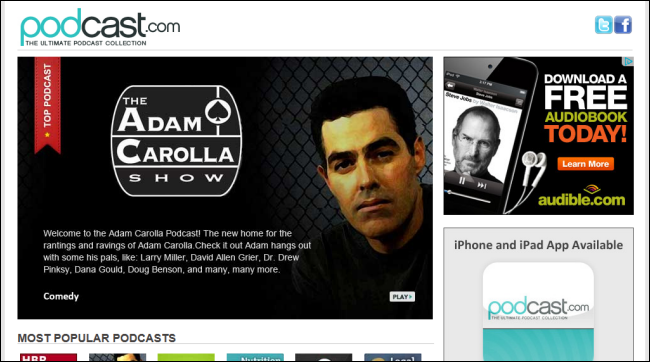 podcast.com
THE ULTIMATE PODCAST COLLECTION
TOP PODCAST
THE
ADAM
CAROLLA
SHOW
Welcome to the Adam Carolla Podcast! The new home for the
rantings and ravings of Adam Carolla.Check it out Adam hangs out
with some his pals, like: Larry Miller, David Allen Grier, Dr. Drew
Pinksy, Dana Gould, Doug Benson, and many, many more.
Comedy
PLAY
DOWNLOAD A
FREE
AUDIOBOOK
TODAY!
Learn More
audible.com
Steve Jobs
iPhone and iPad App Available
podcast.com
THE ULTIMATE PODCAST COLLECTION
MOST POPULAR PODCASTS
HBR
Nutrition
Local